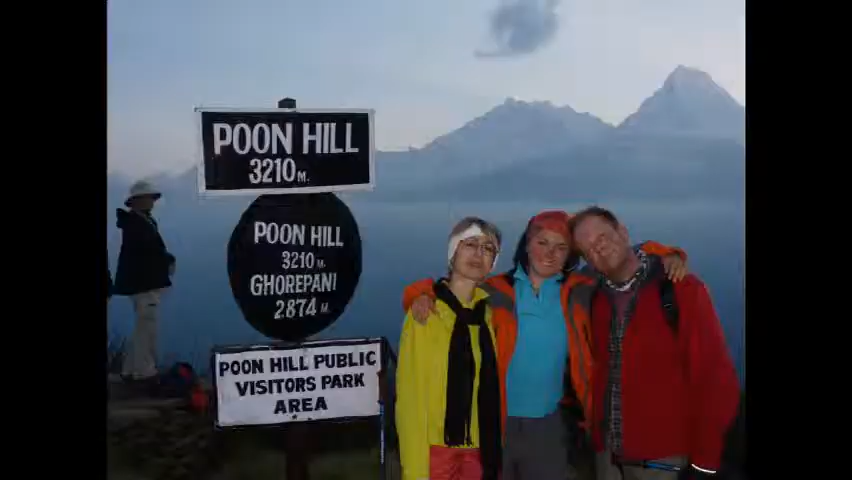 POON HILL
3210 M.
POON HILL
3210 M.
GHOREPANI
2874 M.
POON HILL PUBLIC
VISITORS PARK
AREA